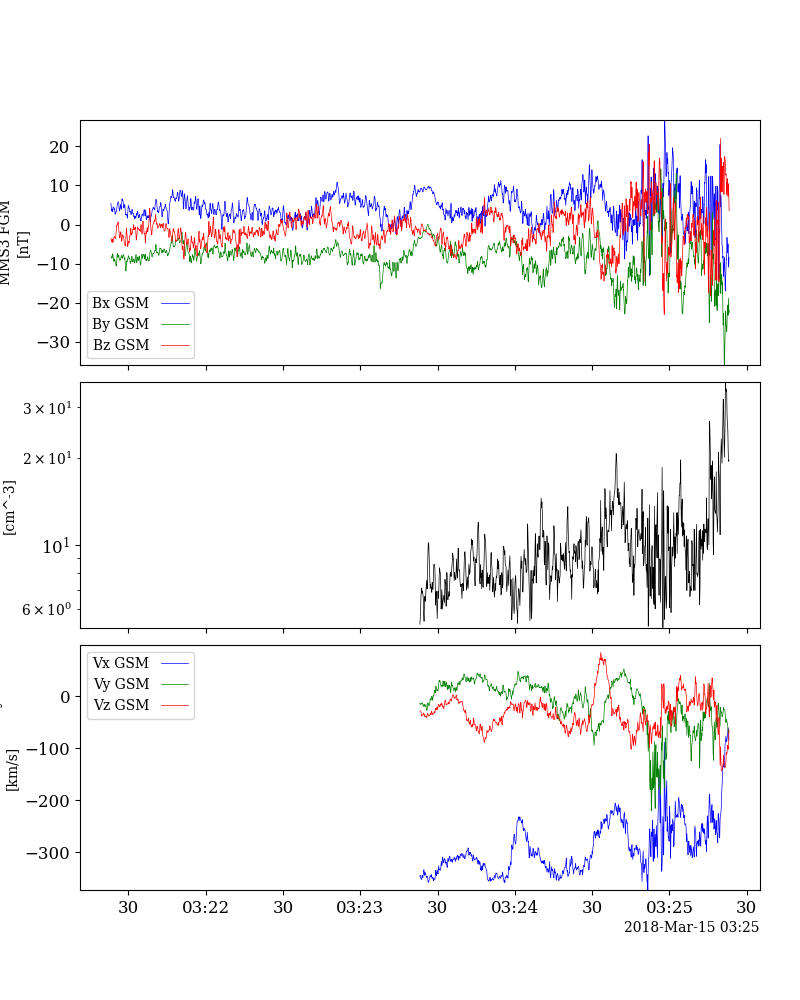 MMS3 FGM
[nT]
20
10
0
−10
−20
−30
Bx GSM
By GSM
Bz GSM
[cm^-3]
3 × 10¹
2 × 10¹
10¹
6 × 10⁰
[km/s]
0
−100
−200
−300
Vx GSM
Vy GSM
Vz GSM
30 03:22 30 03:23 30 03:24 30 03:25 30
2018-Mar-15 03:25